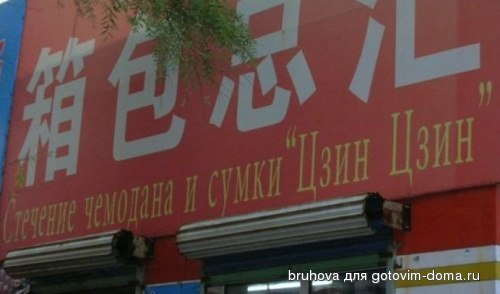 箱包总汇
Стечение чемодана и сумки "Цзин Цзин"
bruhova для gotovim-doma.ru